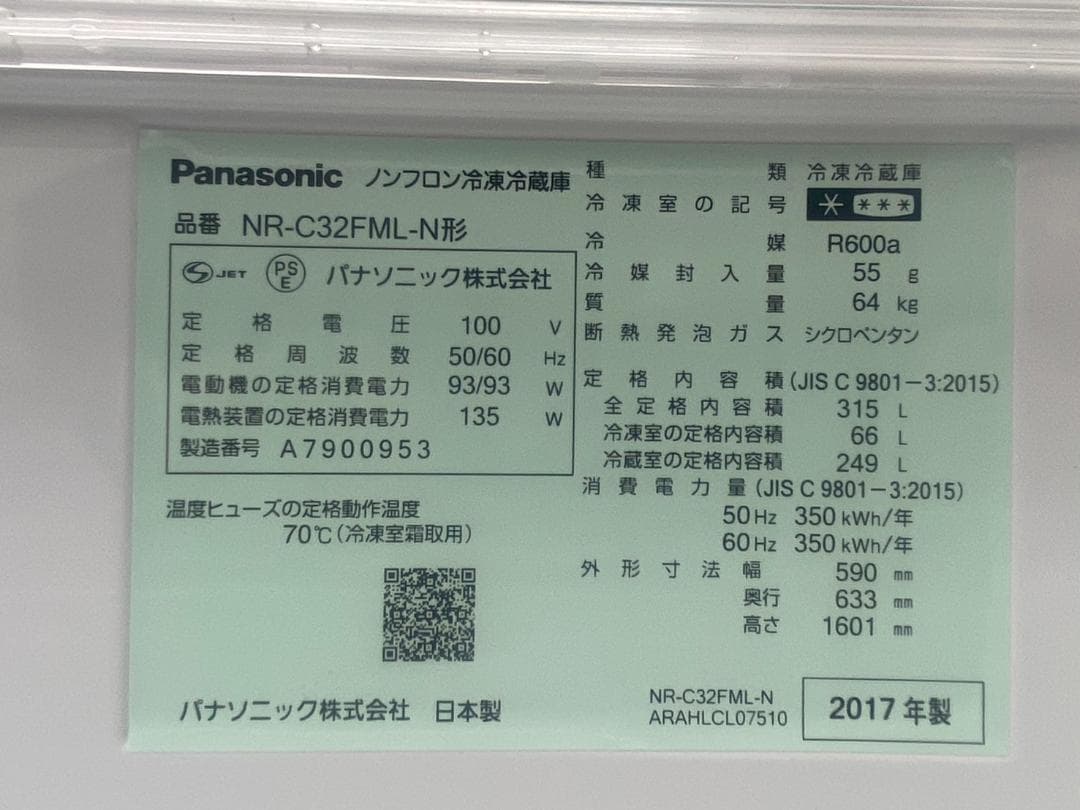 Panasonic ノンフロン冷凍冷蔵庫
品番 NR-C32FML-N形
JET PSE パナソニック株式会社
定格電圧 100 V
定格周波数 50/60 Hz
電動機の定格消費電力 93/93 W
電熱装置の定格消費電力 135 W
製造番号 A7900953
温度ヒューズの定格動作温度
70℃(冷凍室霜取用)
パナソニック株式会社 日本製
種類 冷凍冷蔵庫
冷凍室の記号 * ***
冷媒 R600a
冷媒封入量 55 g
質量 64 kg
断熱発泡ガス シクロペンタン
定格内容積(JIS C 9801-3:2015)
全定格内容積 315 L
冷凍室の定格内容積 66 L
冷蔵室の定格内容積 249 L
消費電力量(JIS C 9801-3:2015)
50Hz 350 kWh/年
60Hz 350 kWh/年
外形寸法幅 590 mm
奥行 633 mm
高さ 1601 mm
NR-C32FML-N
ARAHLCL07510
2017年製